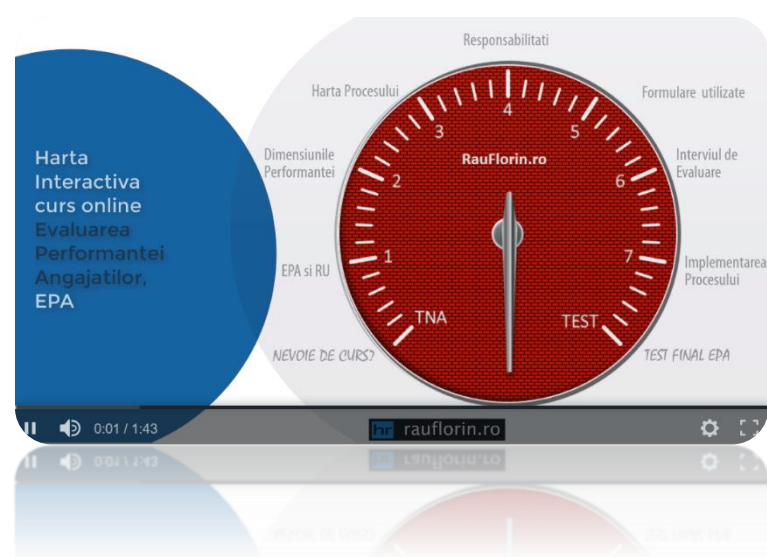 Harta
Interactiva
curs online
Evaluarea
Performantei
Angajatilor,
EPA
Responsabilitati
Harta Procesului
Formulare utilizate
Dimensiunile
Performantei
Interviul de
Evaluare
EPA si RU
Implementarea
Procesului
NEVOIE DE CURS?
TEST FINAL EPA
RauFlorin.ro
1
2
3
4
5
6
7
TNA
TEST
0:01 / 1:43
hr rauflorin.ro